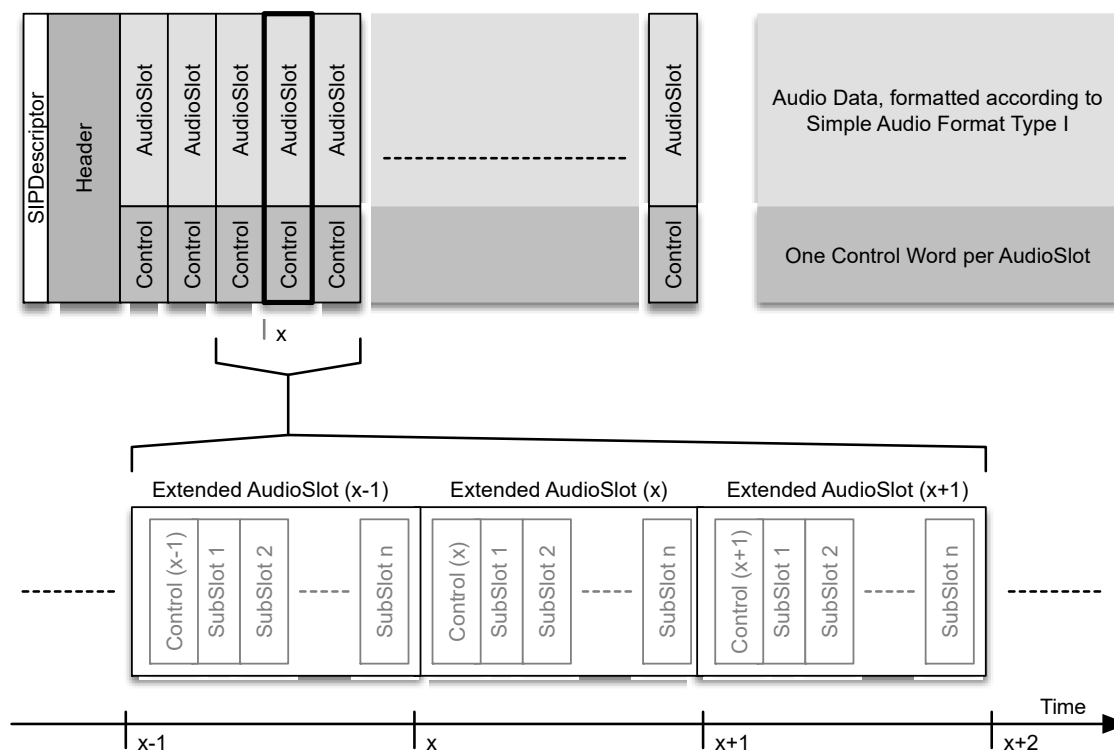 SIPDescriptor
Header
AudioSlot
AudioSlot
AudioSlot
AudioSlot
AudioSlot
AudioSlot
Audio Data, formatted according to
Simple Audio Format Type I
Control
Control
Control
Control
Control
Control
One Control Word per AudioSlot
x
Extended AudioSlot (x-1)
Extended AudioSlot (x)
Extended AudioSlot (x+1)
Control (x-1)
SubSlot 1
SubSlot 2
SubSlot n
Control (x)
SubSlot 1
SubSlot 2
SubSlot n
Control (x+1)
SubSlot 1
SubSlot 2
SubSlot n
Time
x-1
x
x+1
x+2